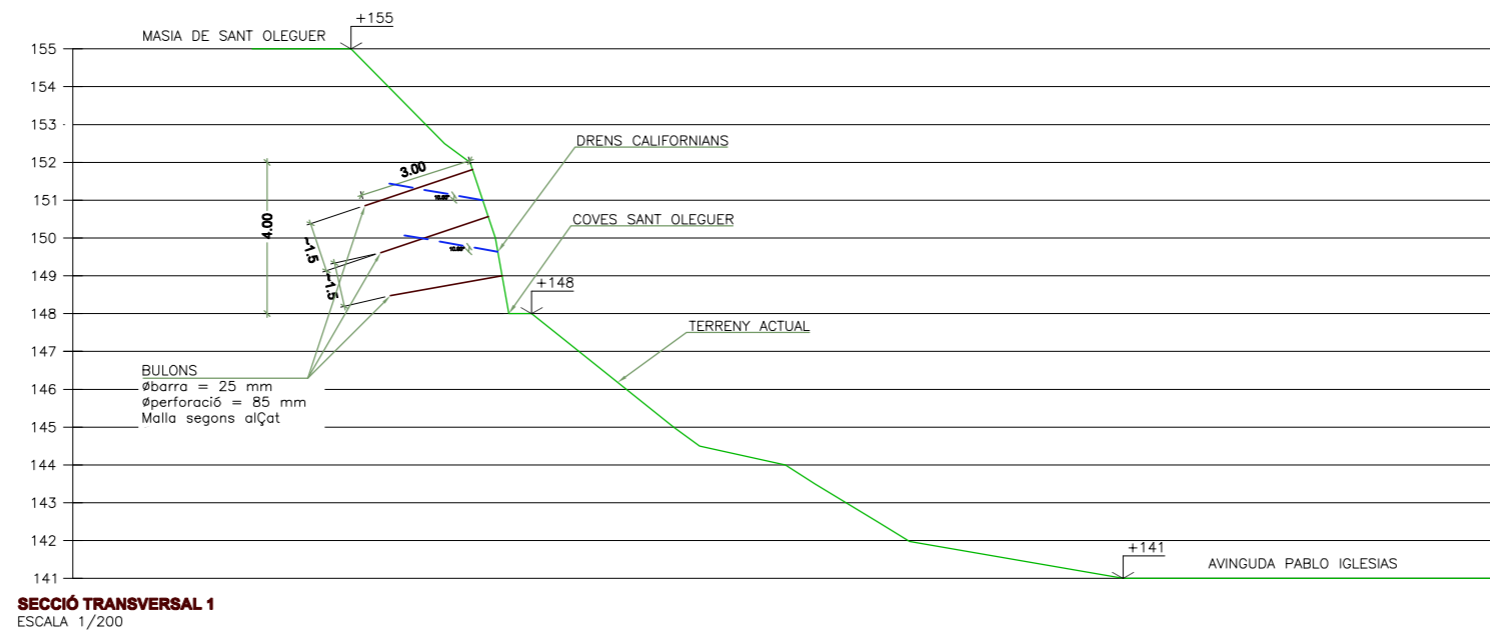 +155
MASIA DE SANT OLEGUER
155
154
153
DRENS CALIFORNIANS
152
3.00
151
COVES SANT OLEGUER
4.00
150
~1.5
149
~1.5
+148
148
TERRENY ACTUAL
147
BULONS
146
Øbarra = 25 mm
Øperforació = 85 mm
Malla segons alÇat
145
144
143
142
+141
AVINGUDA PABLO IGLESIAS
141
SECCIÓ TRANSVERSAL 1
ESCALA 1/200